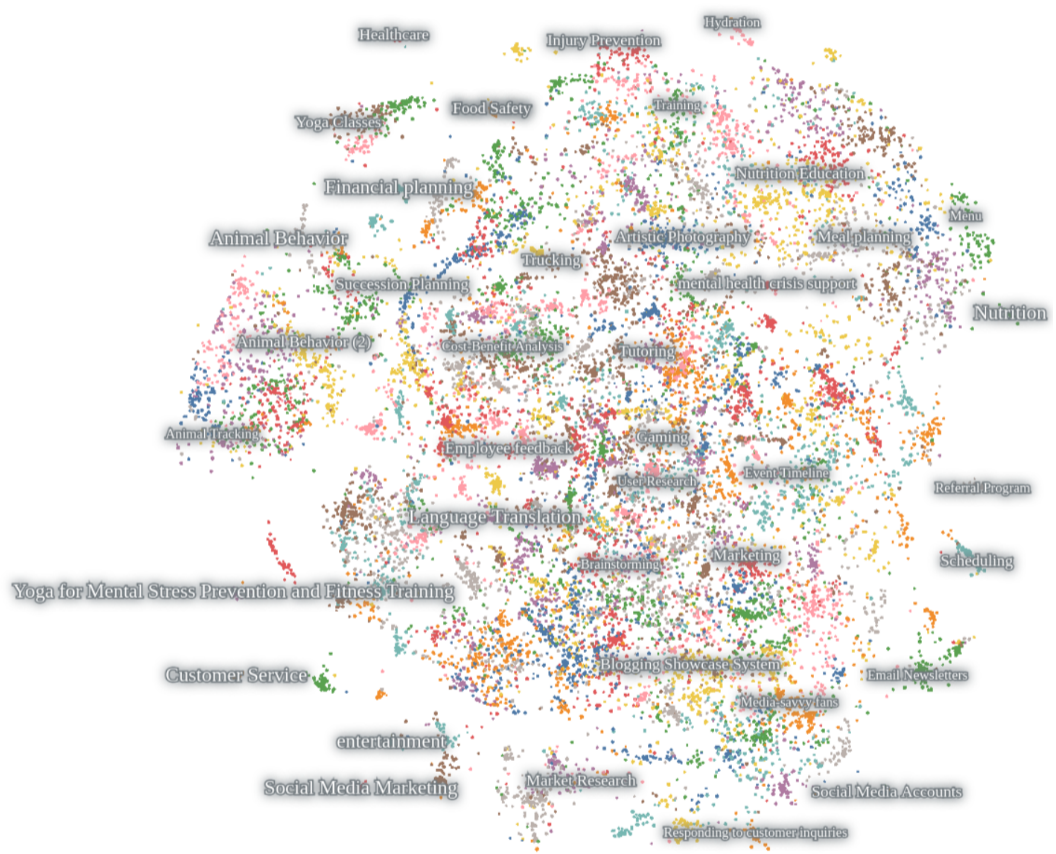 Hydration
Healthcare
Injury Prevention
Training
Food Safety
Yoga Classes
Nutrition Education
Financial planning
Menu
Animal Behavior
Artistic Photography
Meal planning
Trucking
Succession Planning
mental health crisis support
Nutrition
Animal Behavior (2)
Cost-Benefit Analysis
Tutoring
Animal Tracking
Gaming
Employee feedback
Event Timeline
User Research
Referral Program
Language Translation
Marketing
Scheduling
Brainstorming
Yoga for Mental Stress Prevention and Fitness Training
Blogging Showcase System
Customer Service
Email Newsletters
Media-savvy fans
entertainment
Market Research
Social Media Marketing
Social Media Accounts
Responding to customer inquiries